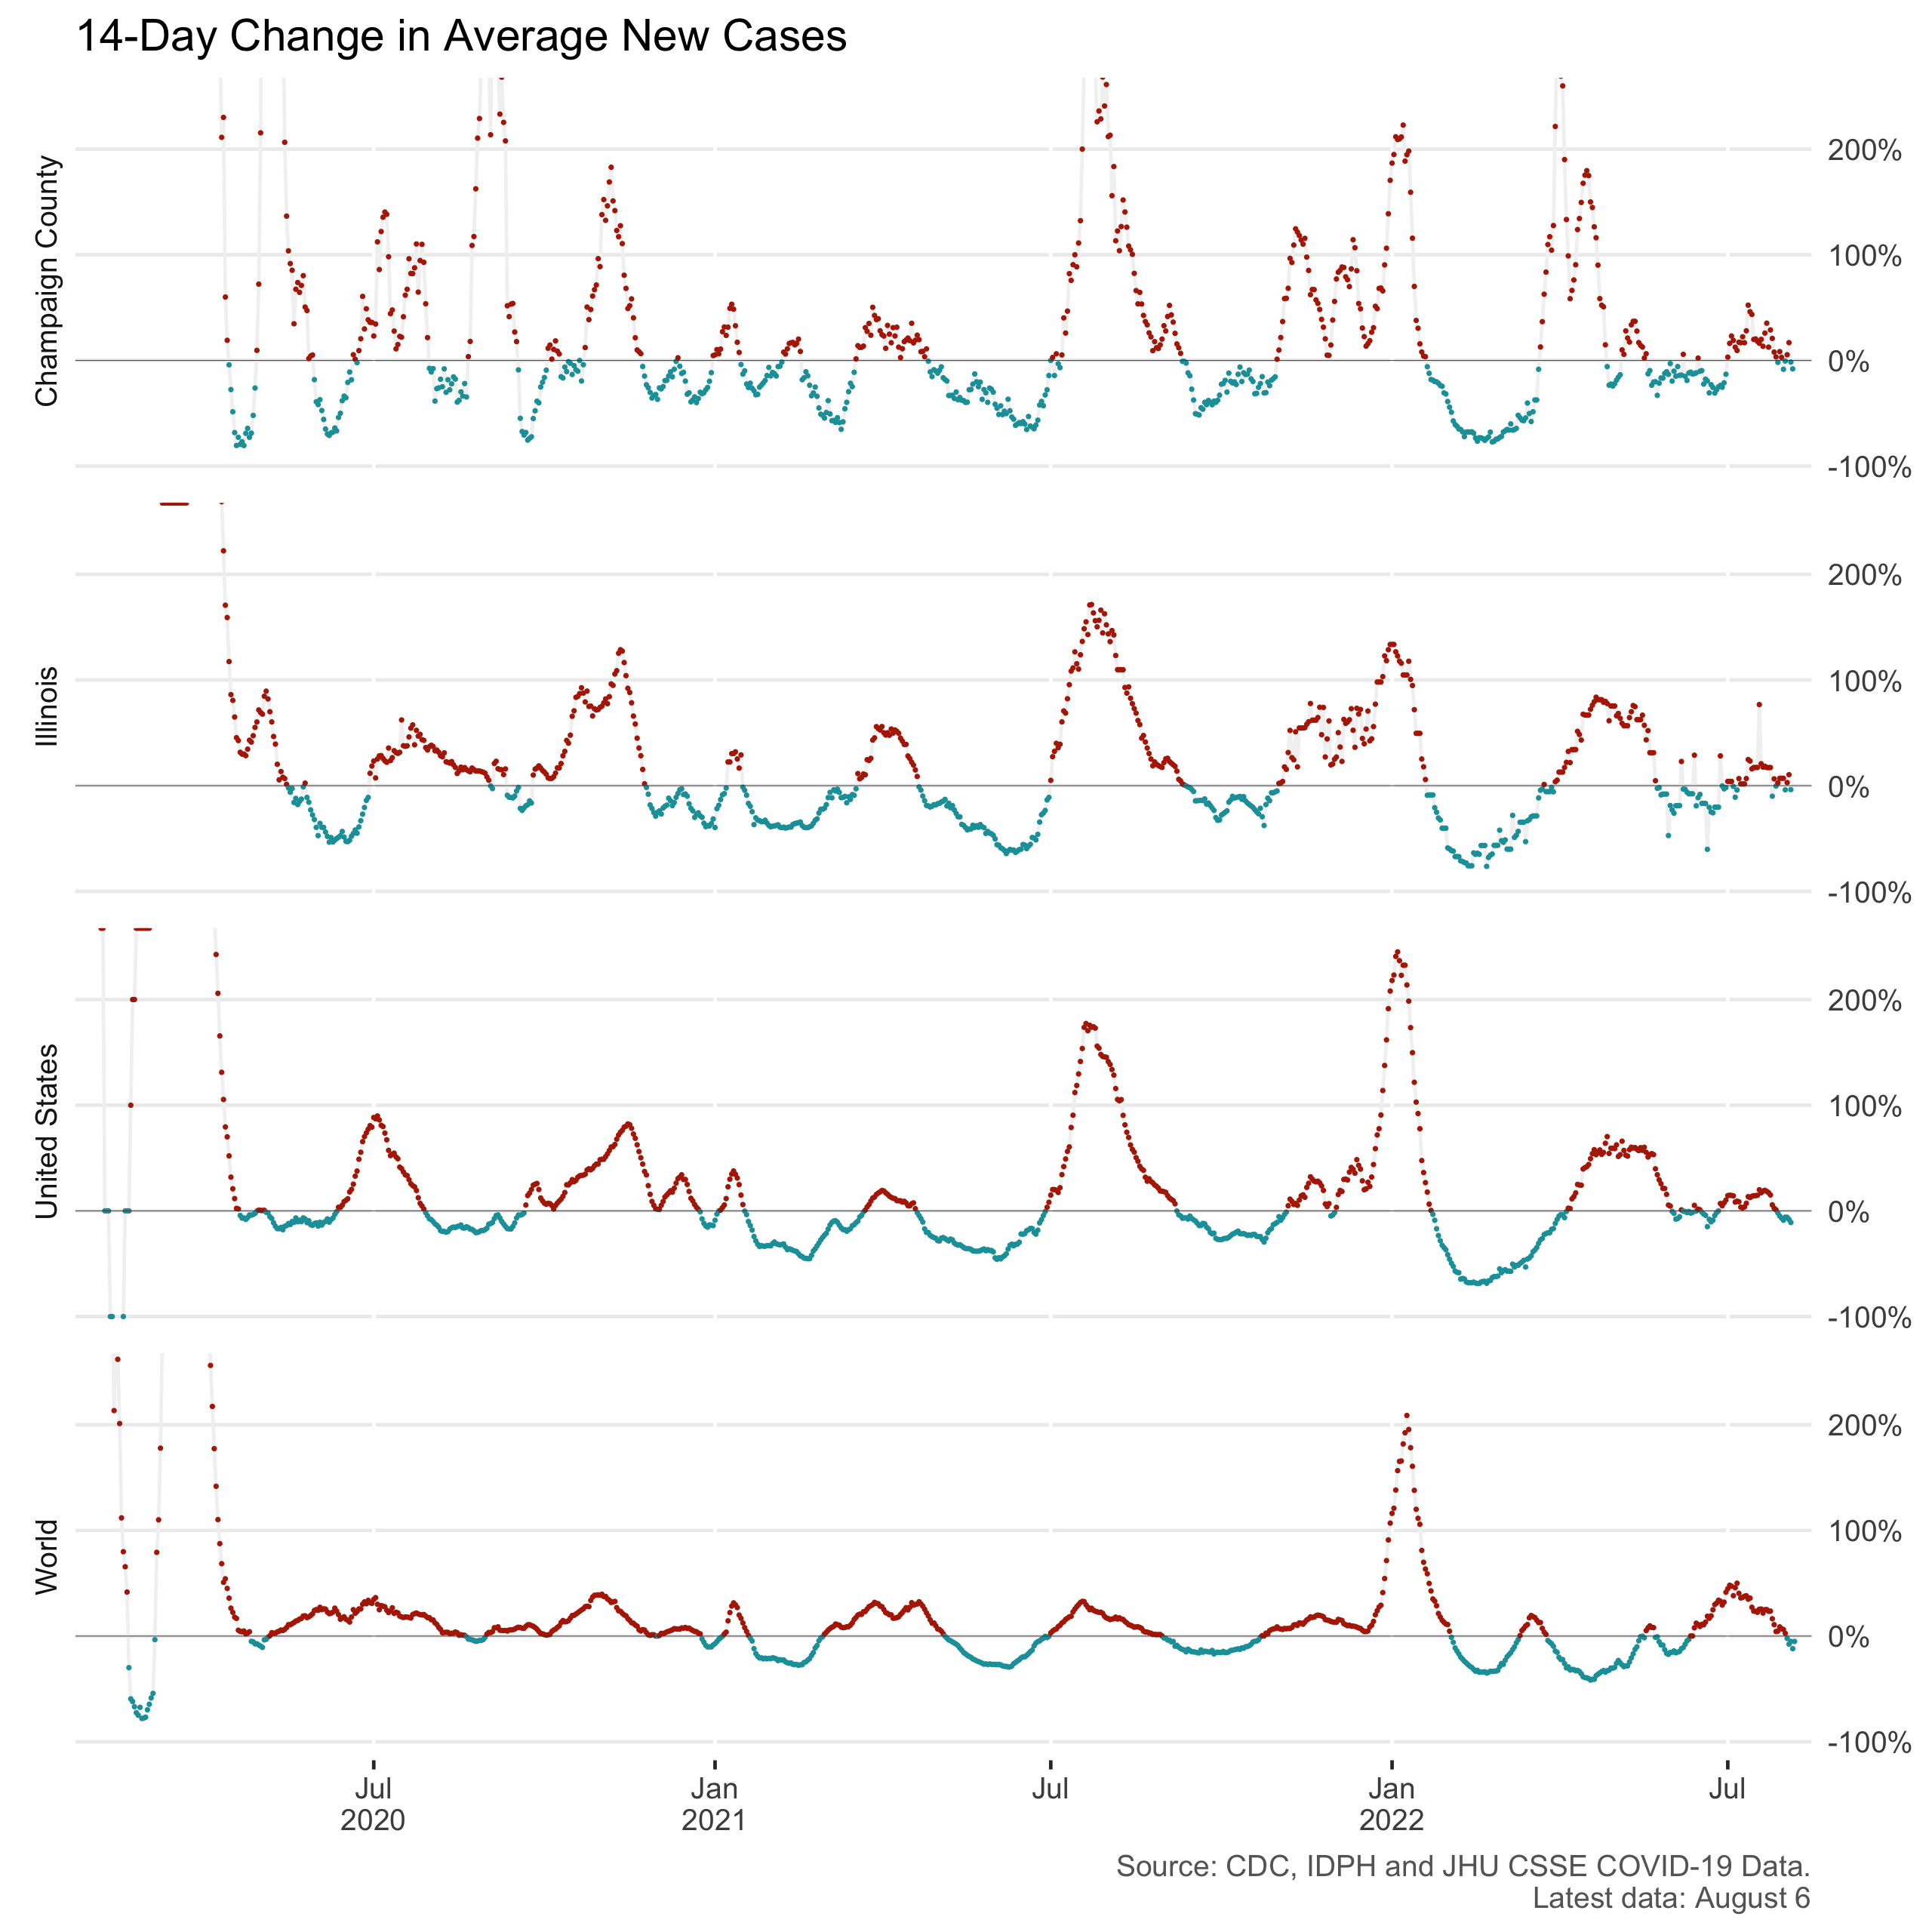 14-Day Change in Average New Cases
Champaign County
200%
100%
0%
-100%
Illinois
200%
100%
0%
-100%
United States
200%
100%
0%
-100%
World
200%
100%
0%
-100%
Jul
2020
Jan
2021
Jul
Jan
2022
Jul
Source: CDC, IDPH and JHU CSSE COVID-19 Data.
Latest data: August 6